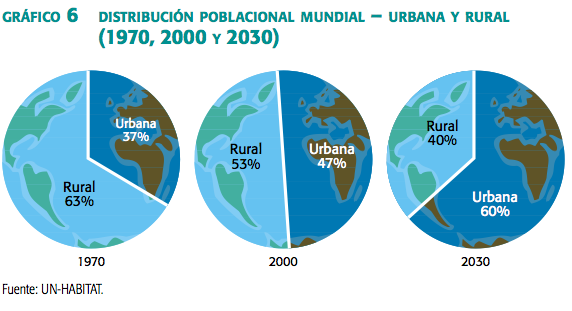 GRÁFICO 6 DISTRIBUCIÓN POBLACIONAL MUNDIAL – URBANA Y RURAL
(1970, 2000 Y 2030)
Urbana
37%
Rural
63%
1970
Rural
53%
Urbana
47%
2000
Rural
40%
Urbana
60%
2030
Fuente: UN-HABITAT.